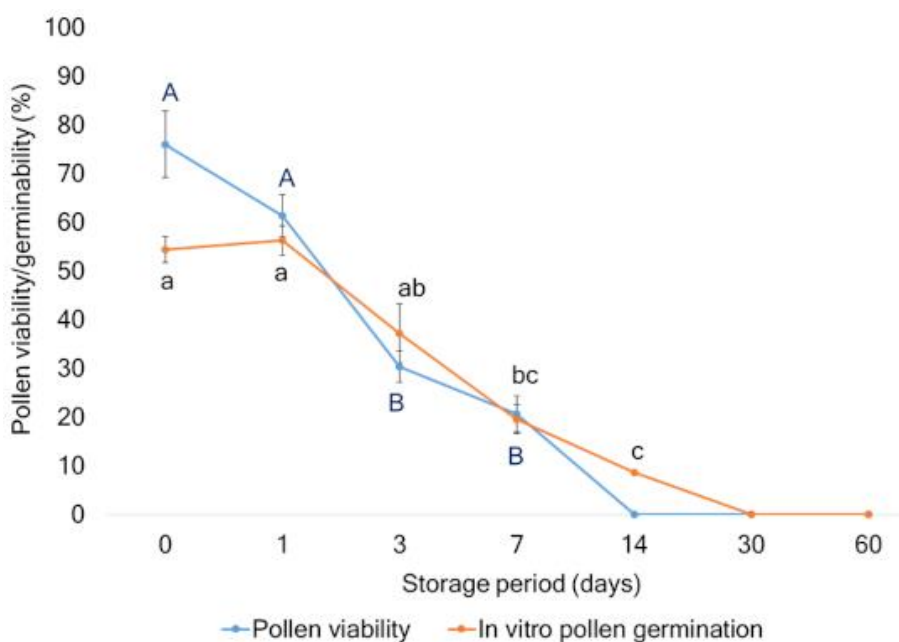 Pollen viability/germinability (%)
100
90
80
70
60
50
40
30
20
10
0
A
A
a
a
ab
B
bc
B
c
0 1 3 7 14 30 60
Storage period (days)
Pollen viability In vitro pollen germination